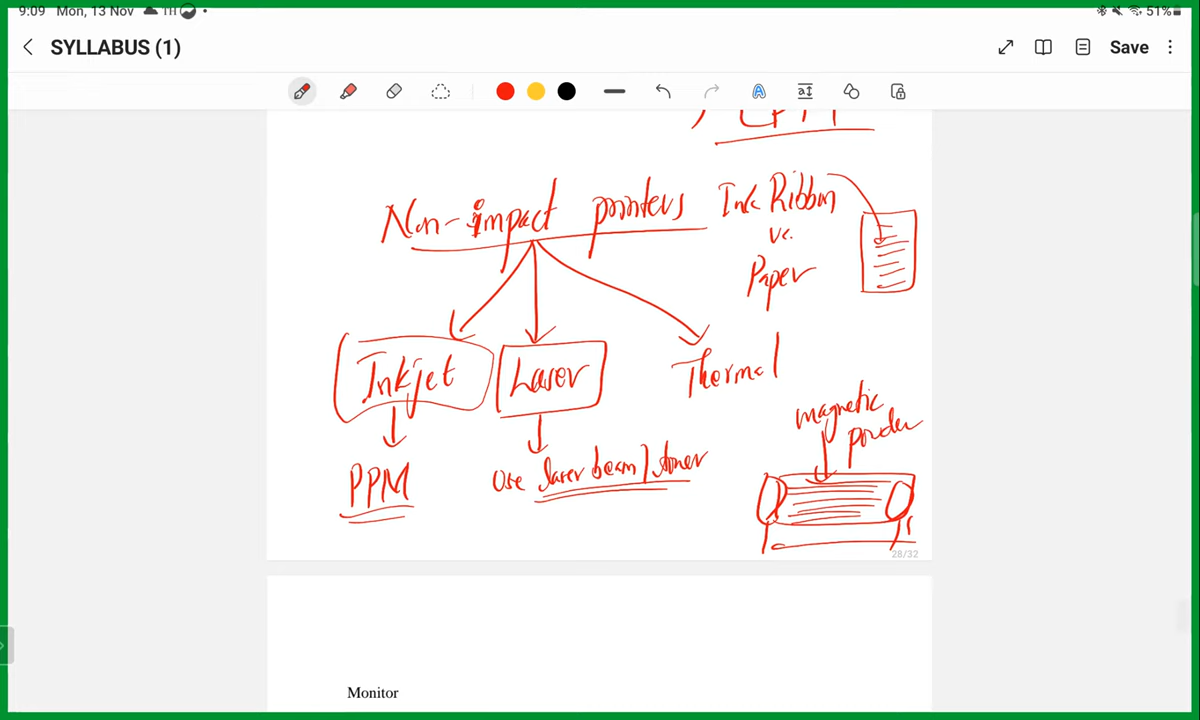 9:09 Mon, 13 Nov TH • 51%
SYLLABUS (1)
Save
Non-impact printers
Ink Ribbon
vs.
Paper
Inkjet
Laser
Thermal
PPM
Use laser beam / toner
magnetic
powder
28/32
Monitor